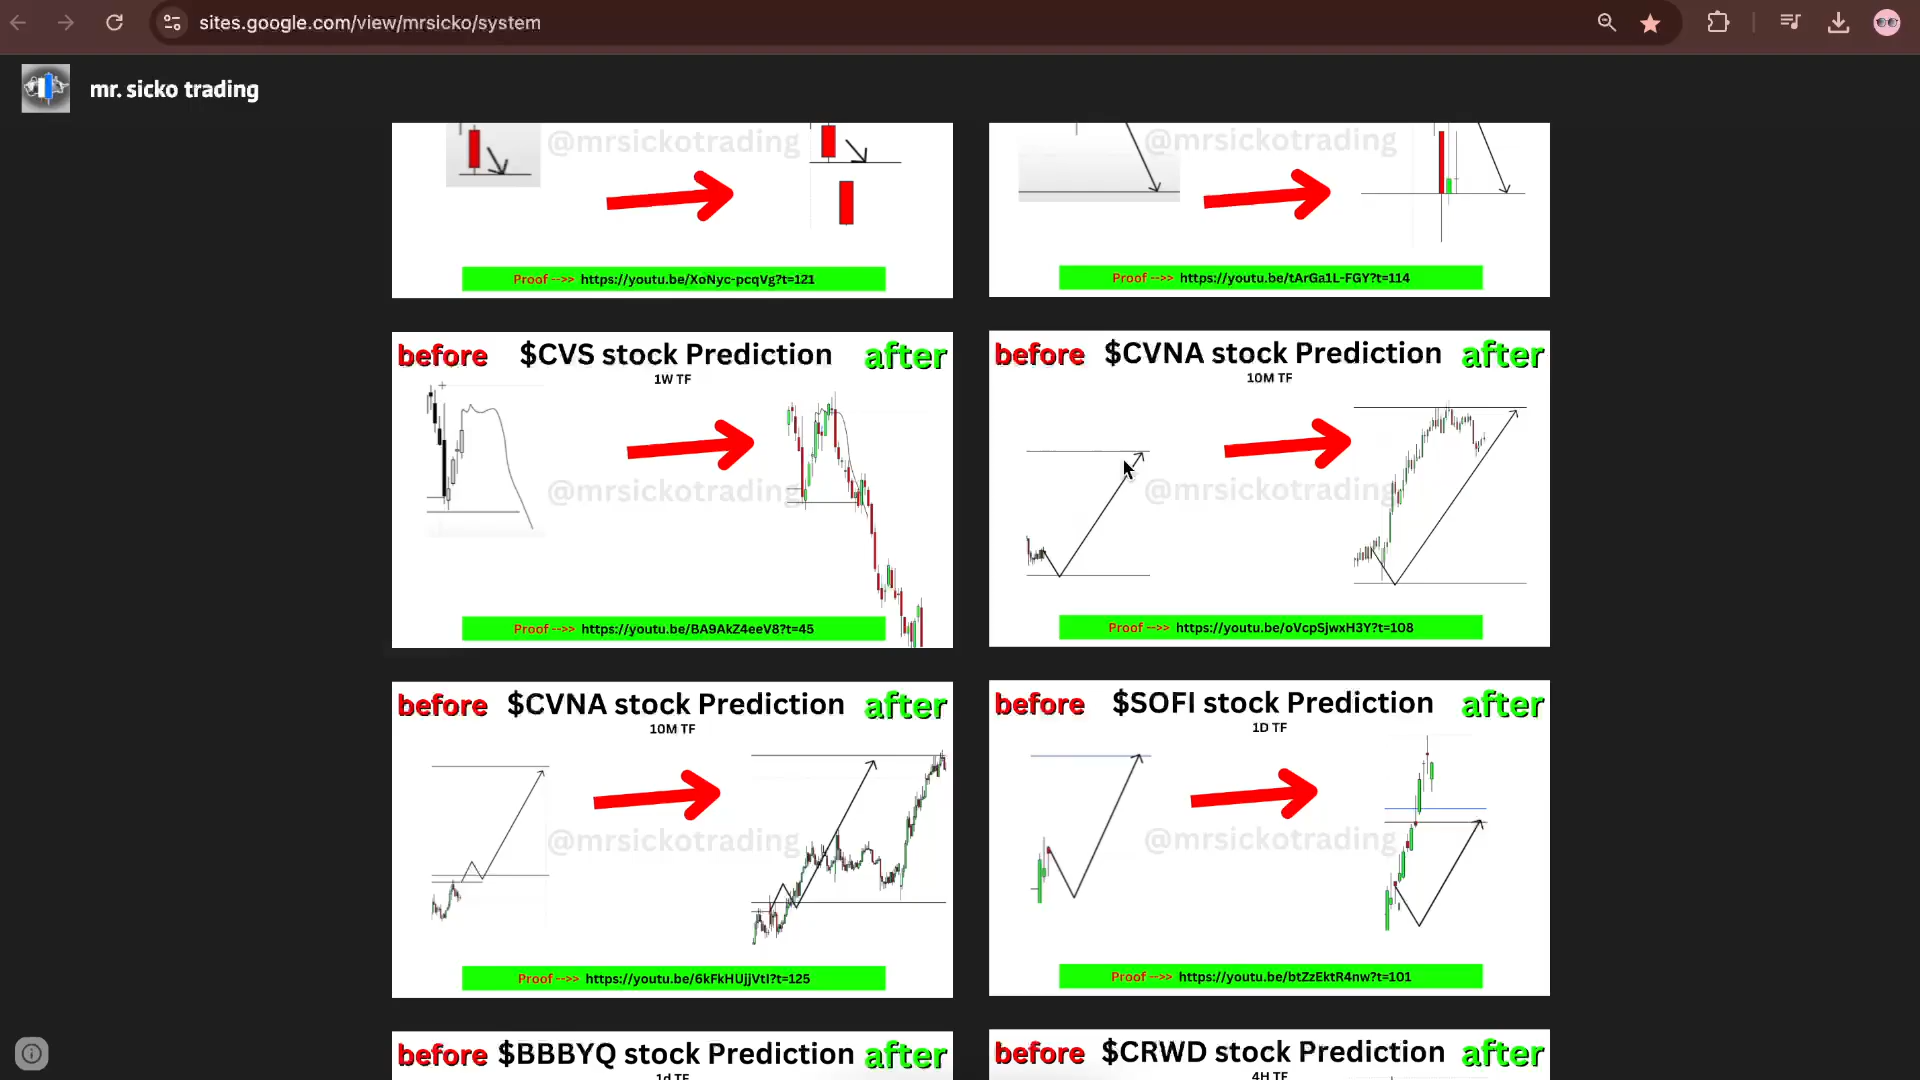 sites.google.com/view/mrsicko/system
mr. sicko trading
@mrsickotrading
Proof -->> https://youtu.be/XoNyc-pcqVg?t=121
@mrsickotrading
Proof -->> https://youtu.be/tArGa1L-FGY?t=114
before $CVS stock Prediction after
1W TF
@mrsickotrading
Proof -->> https://youtu.be/BA9AkZ4eeV8?t=45
before $CVNA stock Prediction after
10M TF
@mrsickotrading
Proof -->> https://youtu.be/oVcpSjwxH3Y?t=108
before $CVNA stock Prediction after
10M TF
@mrsickotrading
Proof -->> https://youtu.be/6kFkHUjjVtI?t=125
before $SOFI stock Prediction after
1D TF
@mrsickotrading
Proof -->> https://youtu.be/btZzEktR4nw?t=101
before $BBBYQ stock Prediction after
1d TF
before $CRWD stock Prediction after
4H TF